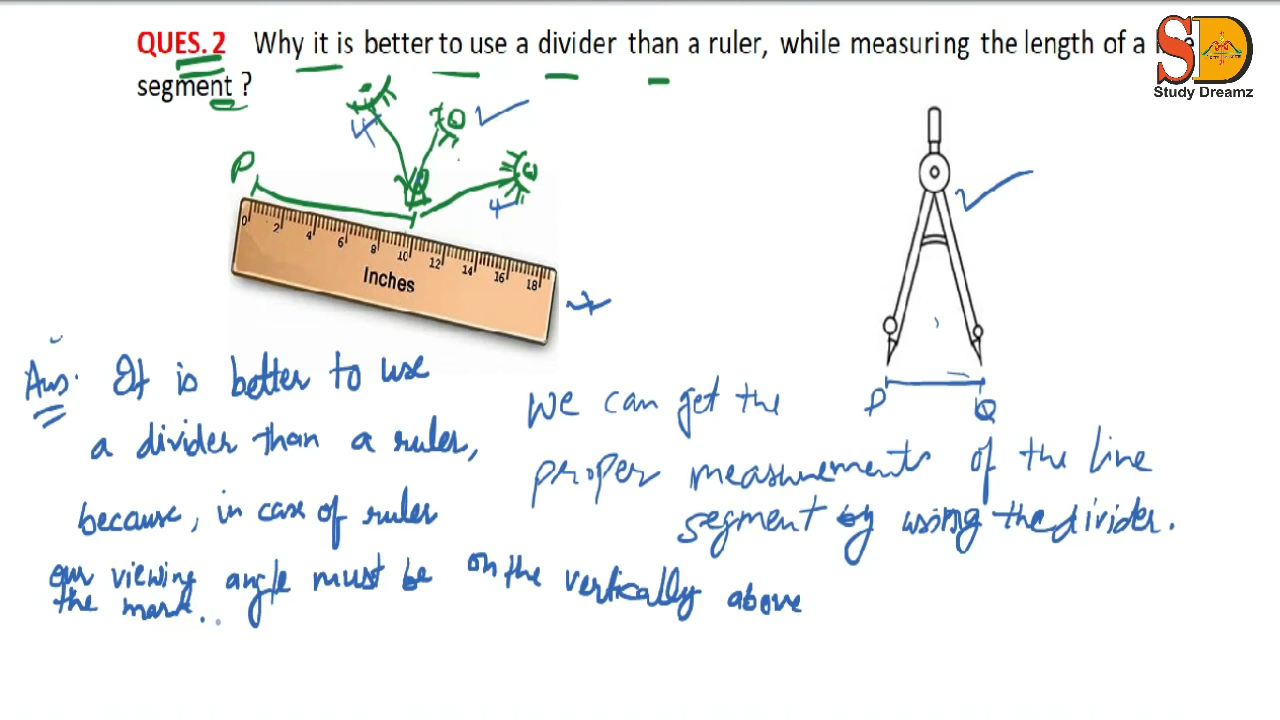 QUES. 2 Why it is better to use a divider than a ruler, while measuring the length of a
segment ?
SD
Study Dreamz
P
Q
0 2 4 6 8 10 12 14 16 18
Inches
P Q
Ans. It is better to use
a divider than a ruler,
because, in case of ruler
our viewing angle must be on the vertically above
the mark..
We can get the
proper measurements of the line
segment by using the divider.